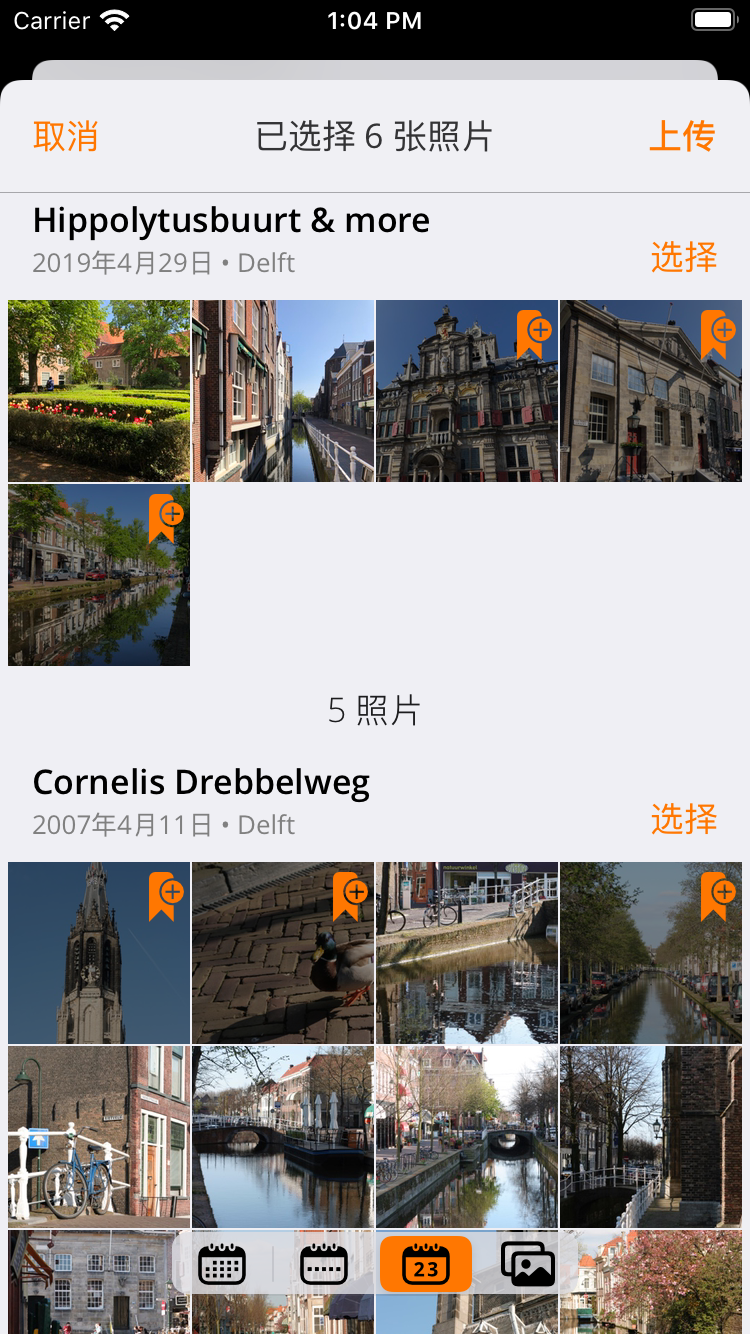 Carrier 1:04 PM
取消 已选择 6 张照片 上传
Hippolytusbuurt & more
2019年4月29日 • Delft 选择
5 照片
Cornelis Drebbelweg
2007年4月11日 • Delft 选择
23